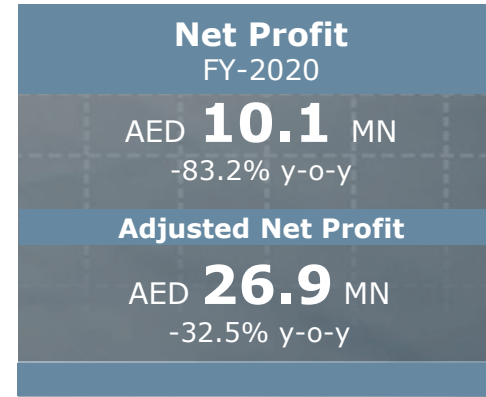 Net Profit
FY-2020
AED 10.1 MN
-83.2% y-o-y
Adjusted Net Profit
AED 26.9 MN
-32.5% y-o-y